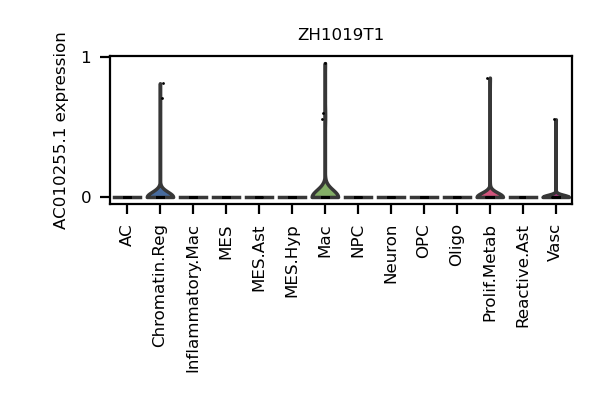 ZH1019T1
AC010255.1 expression
1
0
AC
Chromatin.Reg
Inflammatory.Mac
MES
MES.Ast
MES.Hyp
Mac
NPC
Neuron
OPC
Oligo
Prolif.Metab
Reactive.Ast
Vasc